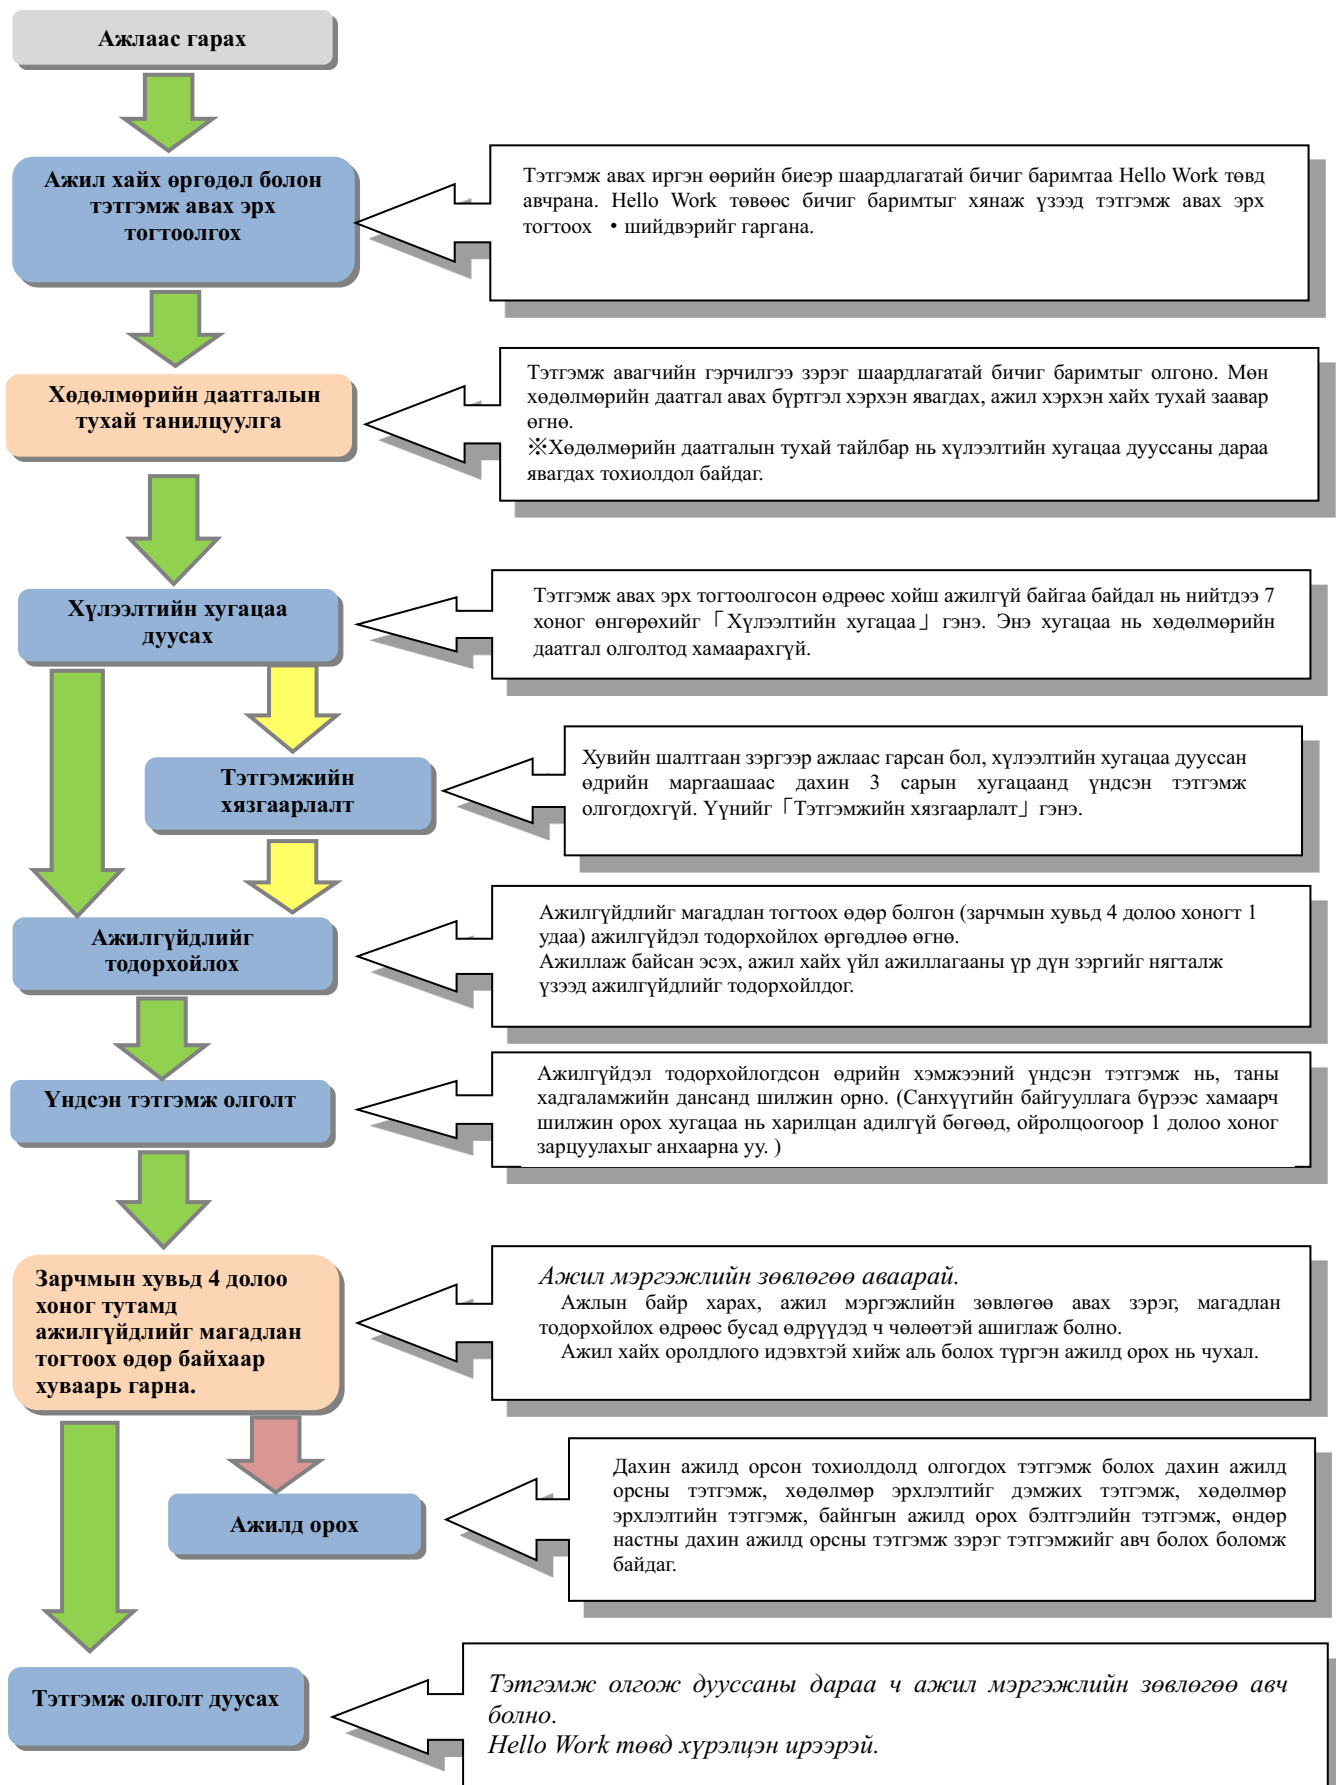 Ажлаас гарах
Ажил хайх өргөдөл болон
тэтгэмж авах эрх
тогтоолгох
Тэтгэмж авах иргэн өөрийн биеэр шаардлагатай бичиг баримтаа Hello Work төвд
авчрана. Hello Work төвөөс бичиг баримтыг хянаж үзээд тэтгэмж авах эрх
тогтоох ・шийдвэрийг гаргана.
Хөдөлмөрийн даатгалын
тухай танилцуулга
Тэтгэмж авагчийн гэрчилгээ зэрэг шаардлагатай бичиг баримтыг олгоно. Мөн
хөдөлмөрийн даатгал авах бүртгэл хэрхэн явагдах, ажил хэрхэн хайх тухай заавар
өгнө.
※Хөдөлмөрийн даатгалын тухай тайлбар нь хүлээлтийн хугацаа дууссаны дараа
явагдах тохиолдол байдаг.
Хүлээлтийн хугацаа
дуусах
Тэтгэмж авах эрх тогтоолгосон өдрөөс хойш ажилгүй байгаа байдал нь нийтдээ 7
хоног өнгөрөхийг「Хүлээлтийн хугацаа」гэнэ. Энэ хугацаа нь хөдөлмөрийн
даатгал олголтод хамаарахгүй.
Тэтгэмжийн
хязгаарлалт
Хувийн шалтгаан зэргээр ажлаас гарсан бол, хүлээлтийн хугацаа дууссан
өдрийн маргаашаас дахин 3 сарын хугацаанд үндсэн тэтгэмж
олгогдохгүй. Үүнийг「Тэтгэмжийн хязгаарлалт」гэнэ.
Ажилгүйдлийг
тодорхойлох
Ажилгүйдлийг магадлан тогтоох өдөр болгон (зарчмын хувьд 4 долоо хоногт 1
удаа) ажилгүйдэл тодорхойлох өргөдлөө өгнө.
Ажиллаж байсан эсэх, ажил хайх үйл ажиллагааны үр дүн зэргийг нягталж
үзээд ажилгүйдлийг тодорхойлдог.
Үндсэн тэтгэмж олголт
Ажилгүйдэл тодорхойлогдсон өдрийн хэмжээний үндсэн тэтгэмж нь, таны
хадгаламжийн дансанд шилжин орно. (Санхүүгийн байгууллага бүрээс хамаарч
шилжин орох хугацаа нь харилцан адилгүй бөгөөд, ойролцоогоор 1 долоо хоног
зарцуулахыг анхаарна уу. )
Зарчмын хувьд 4 долоо
хоног тутамд
ажилгүйдлийг магадлан
тогтоох өдөр байхаар
хуваарь гарна.
Ажил мэргэжлийн зөвлөгөө аваарай.
Ажлын байр харах, ажил мэргэжлийн зөвлөгөө авах зэрэг, магадлан
тодорхойлох өдрөөс бусад өдрүүдэд ч чөлөөтэй ашиглаж болно.
Ажил хайх оролдлого идэвхтэй хийж аль болох түргэн ажилд орох нь чухал.
Ажилд орох
Дахин ажилд орсон тохиолдолд олгогдох тэтгэмж болох дахин ажилд
орсны тэтгэмж, хөдөлмөр эрхлэлтийг дэмжих тэтгэмж, хөдөлмөр
эрхлэлтийн тэтгэмж, байнгын ажилд орох бэлтгэлийн тэтгэмж, өндөр
настны дахин ажилд орсны тэтгэмж зэрэг тэтгэмжийг авч болох боломж
байдаг.
Тэтгэмж олголт дуусах
Тэтгэмж олгож дууссаны дараа ч ажил мэргэжлийн зөвлөгөө авч
болно.
Hello Work төвд хүрэлцэн ирээрэй.